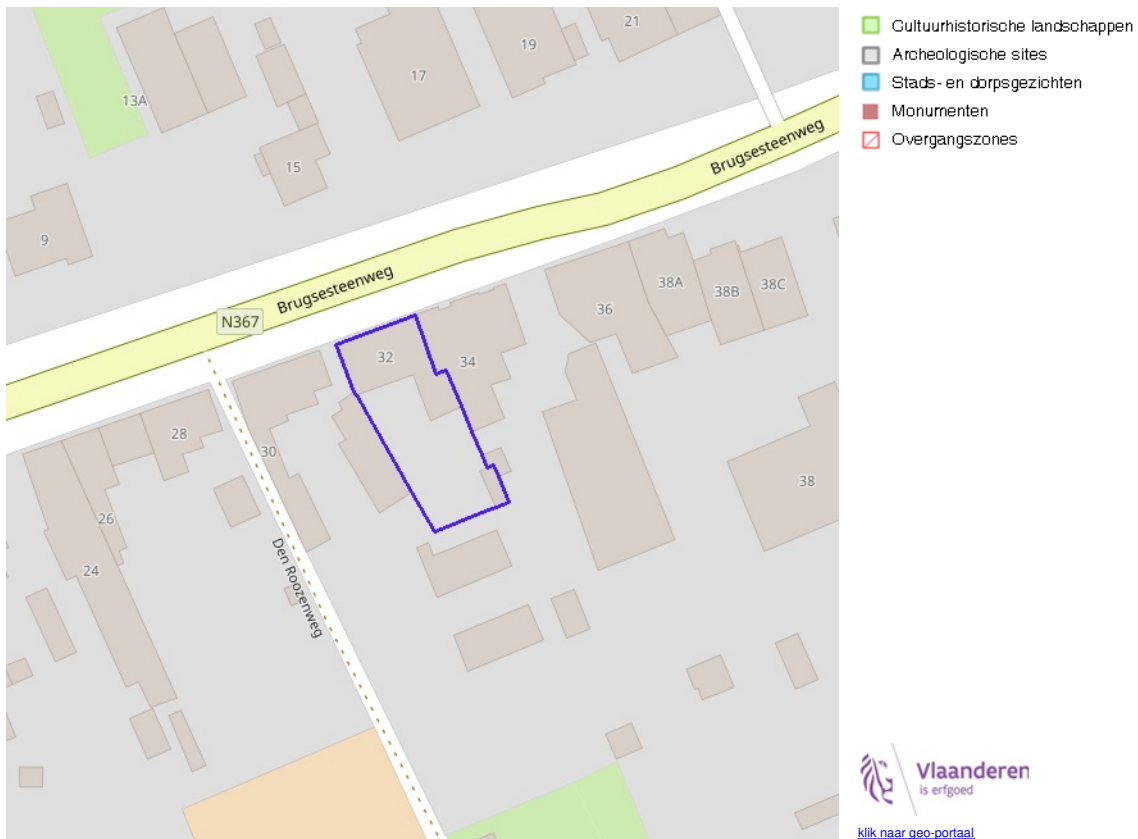 21
19
17
13A
15
Brugsesteenweg
9
38A
38C
38B
Brugsesteenweg
36
N367
32
34
28
30
38
26
24
Den Roozenweg
Cultuurhistorische landschappen
Archeologische sites
Stads- en dorpsgezichten
Monumenten
Overgangszones
Vlaanderen
is erfgoed
klik naar geo-portaal